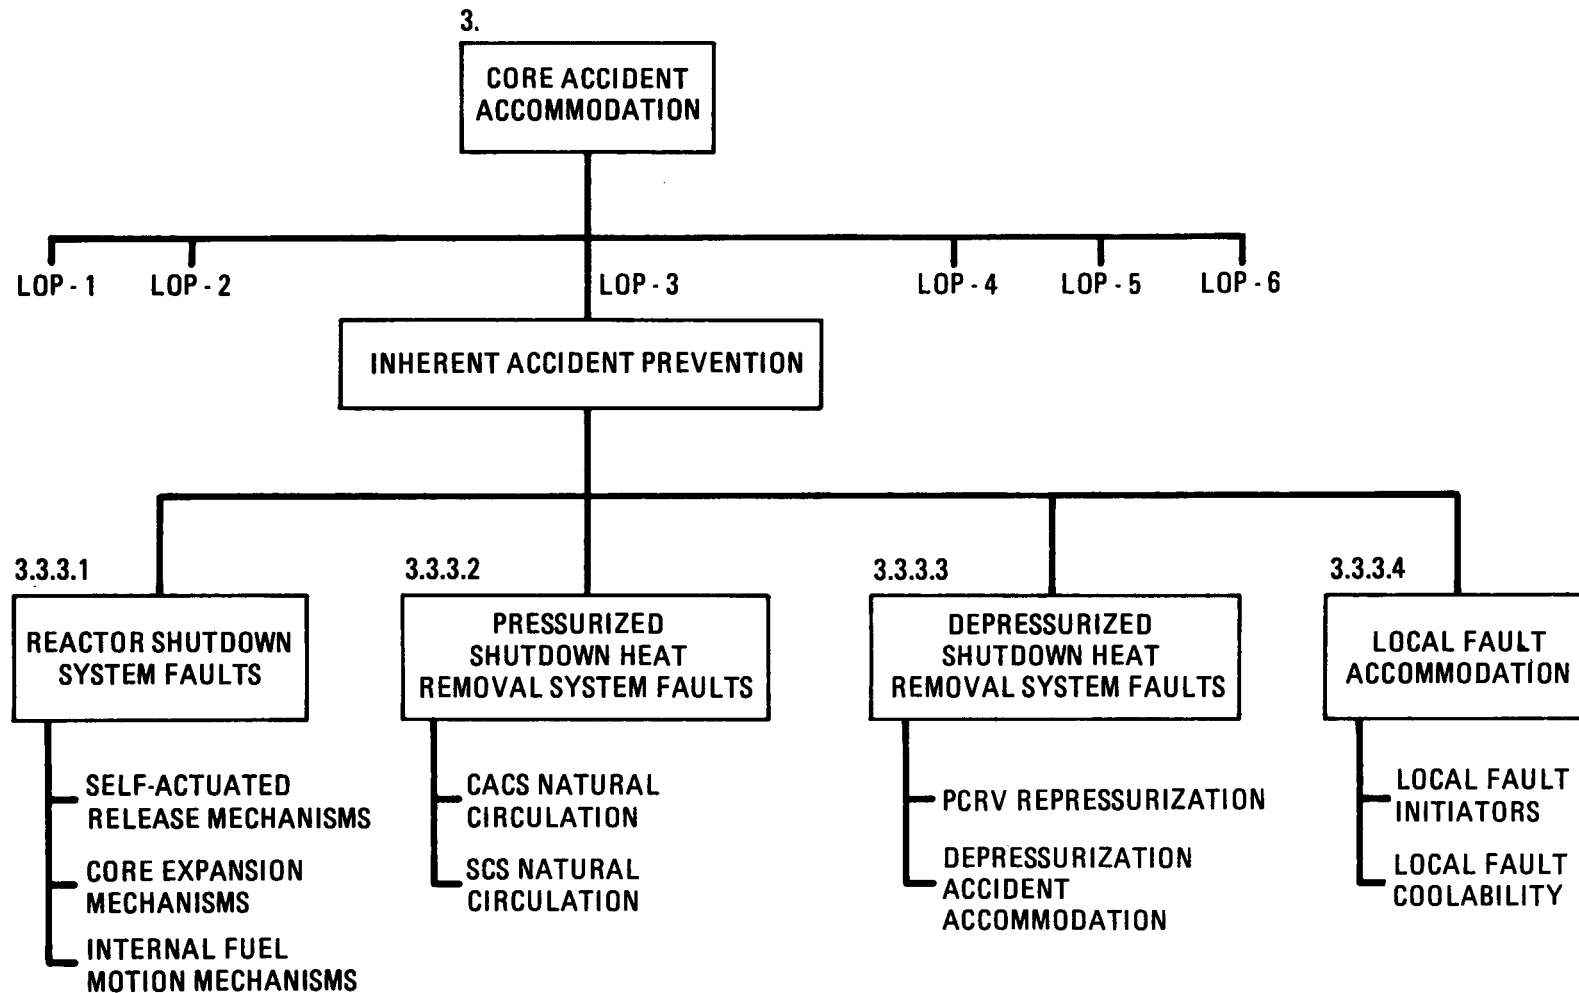 3.
CORE ACCIDENT
ACCOMMODATION
LOP-1
LOP-2
LOP-3
LOP-4
LOP-5
LOP-6
INHERENT ACCIDENT PREVENTION
3.3.3.1
REACTOR SHUTDOWN
SYSTEM FAULTS
SELF-ACTUATED
RELEASE MECHANISMS
CORE EXPANSION
MECHANISMS
INTERNAL FUEL
MOTION MECHANISMS
3.3.3.2
PRESSURIZED
SHUTDOWN HEAT
REMOVAL SYSTEM FAULTS
CACS NATURAL
CIRCULATION
SCS NATURAL
CIRCULATION
3.3.3.3
DEPRESSURIZED
SHUTDOWN HEAT
REMOVAL SYSTEM FAULTS
PCRV REPRESSURIZATION
DEPRESSURIZATION
ACCIDENT
ACCOMMODATION
3.3.3.4
LOCAL FAULT
ACCOMMODATION
LOCAL FAULT
INITIATORS
LOCAL FAULT
COOLABILITY